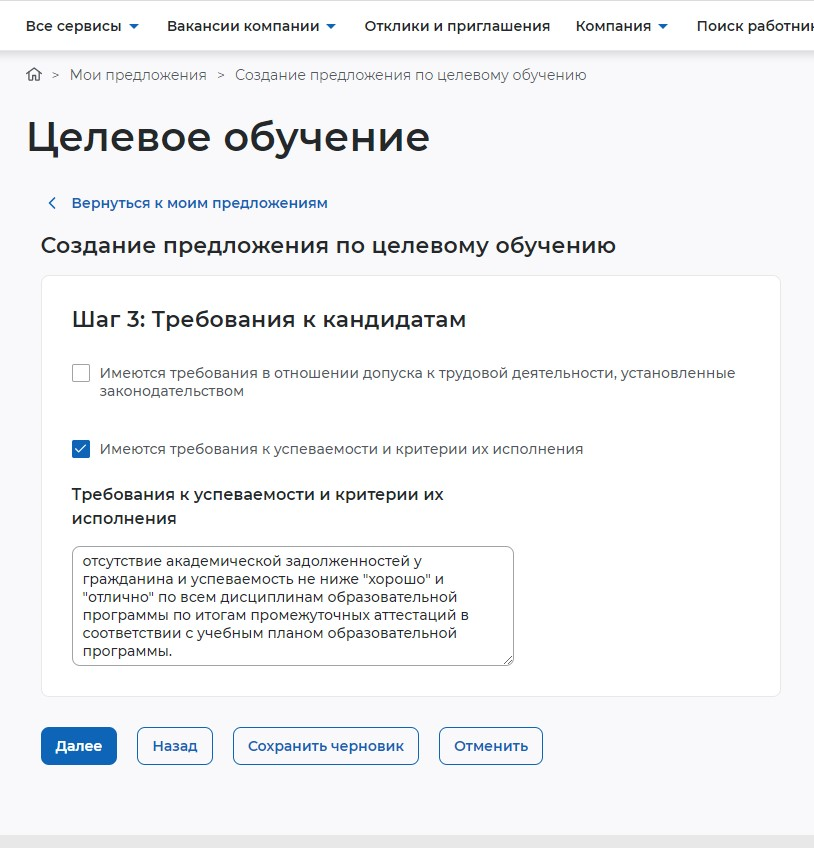 Все сервисы Вакансии компании Отклики и приглашения Компания Поиск
> Мои предложения > Создание предложения по целевому обучению
Целевое обучение
Вернуться к моим предложениям
Создание предложения по целевому обучению
Шаг 3: Требования к кандидатам
Имеются требования в отношении допуска к трудовой деятельности, установленные
законодательством
Имеются требования к успеваемости и критерии их исполнения
Требования к успеваемости и критерии их
исполнения
отсутствие академической задолженностей у
гражданина и успеваемость не ниже "хорошо" и
"отлично" по всем дисциплинам образовательной
программы по итогам промежуточных аттестаций в
соответствии с учебным планом образовательной
программы.
Далее Назад Сохранить черновик Отменить